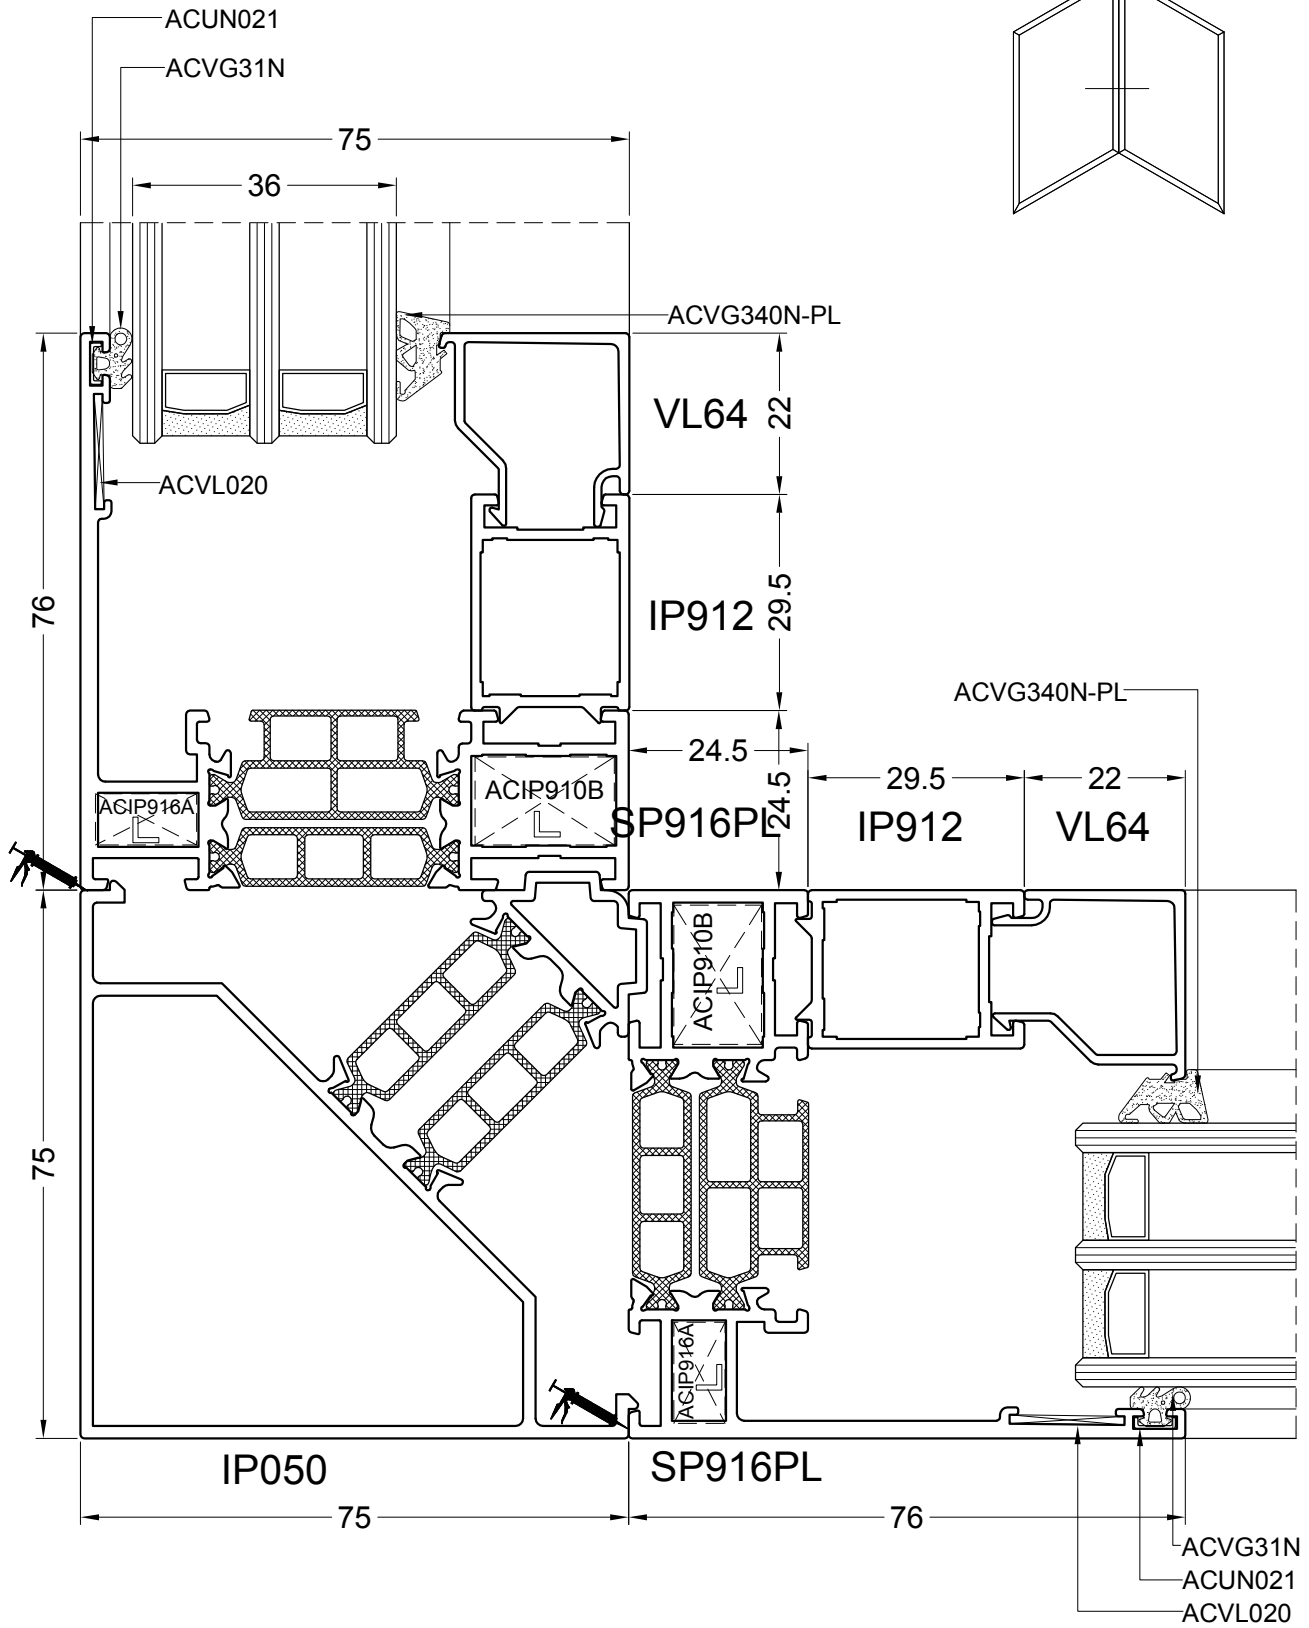 ACUN021
ACVG31N
75
36
ACVG340N-PL
VL64
22
ACVL020
76
IP912
29.5
ACVG340N-PL
24.5
29.5
22
ACIP916A
L
ACIP910B
L
SP916PL
24.5
IP912
VL64
ACIP910B
L
75
ACIP916A
L
IP050
SP916PL
75
76
ACVG31N
ACUN021
ACVL020